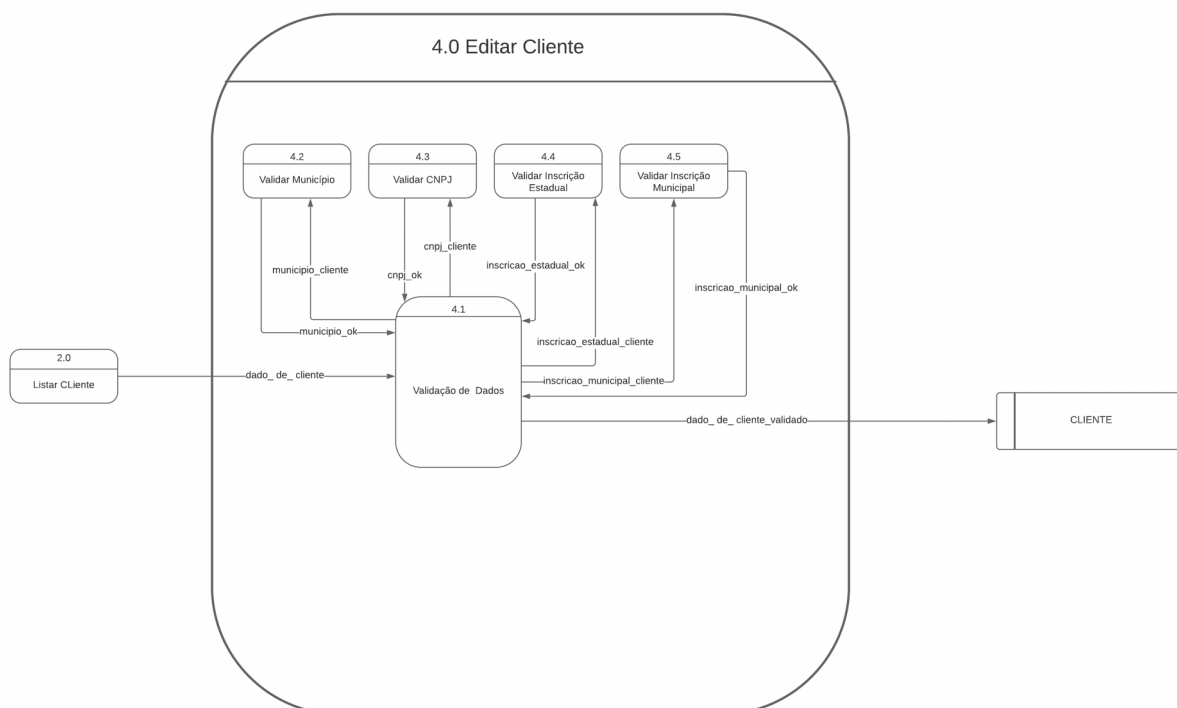 4.0 Editar Cliente
4.2
Validar Município
4.3
Validar CNPJ
4.4
Validar Inscrição
Estadual
4.5
Validar Inscrição
Municipal
cnpj_cliente
inscricao_estadual_ok
municipio_cliente
cnpj_ok
inscricao_municipal_ok
4.1
Validação de Dados
municipio_ok
inscricao_estadual_cliente
2.0
Listar CLiente
dado_ de_ cliente
inscricao_municipal_cliente
dado_ de_ cliente_validado
CLIENTE